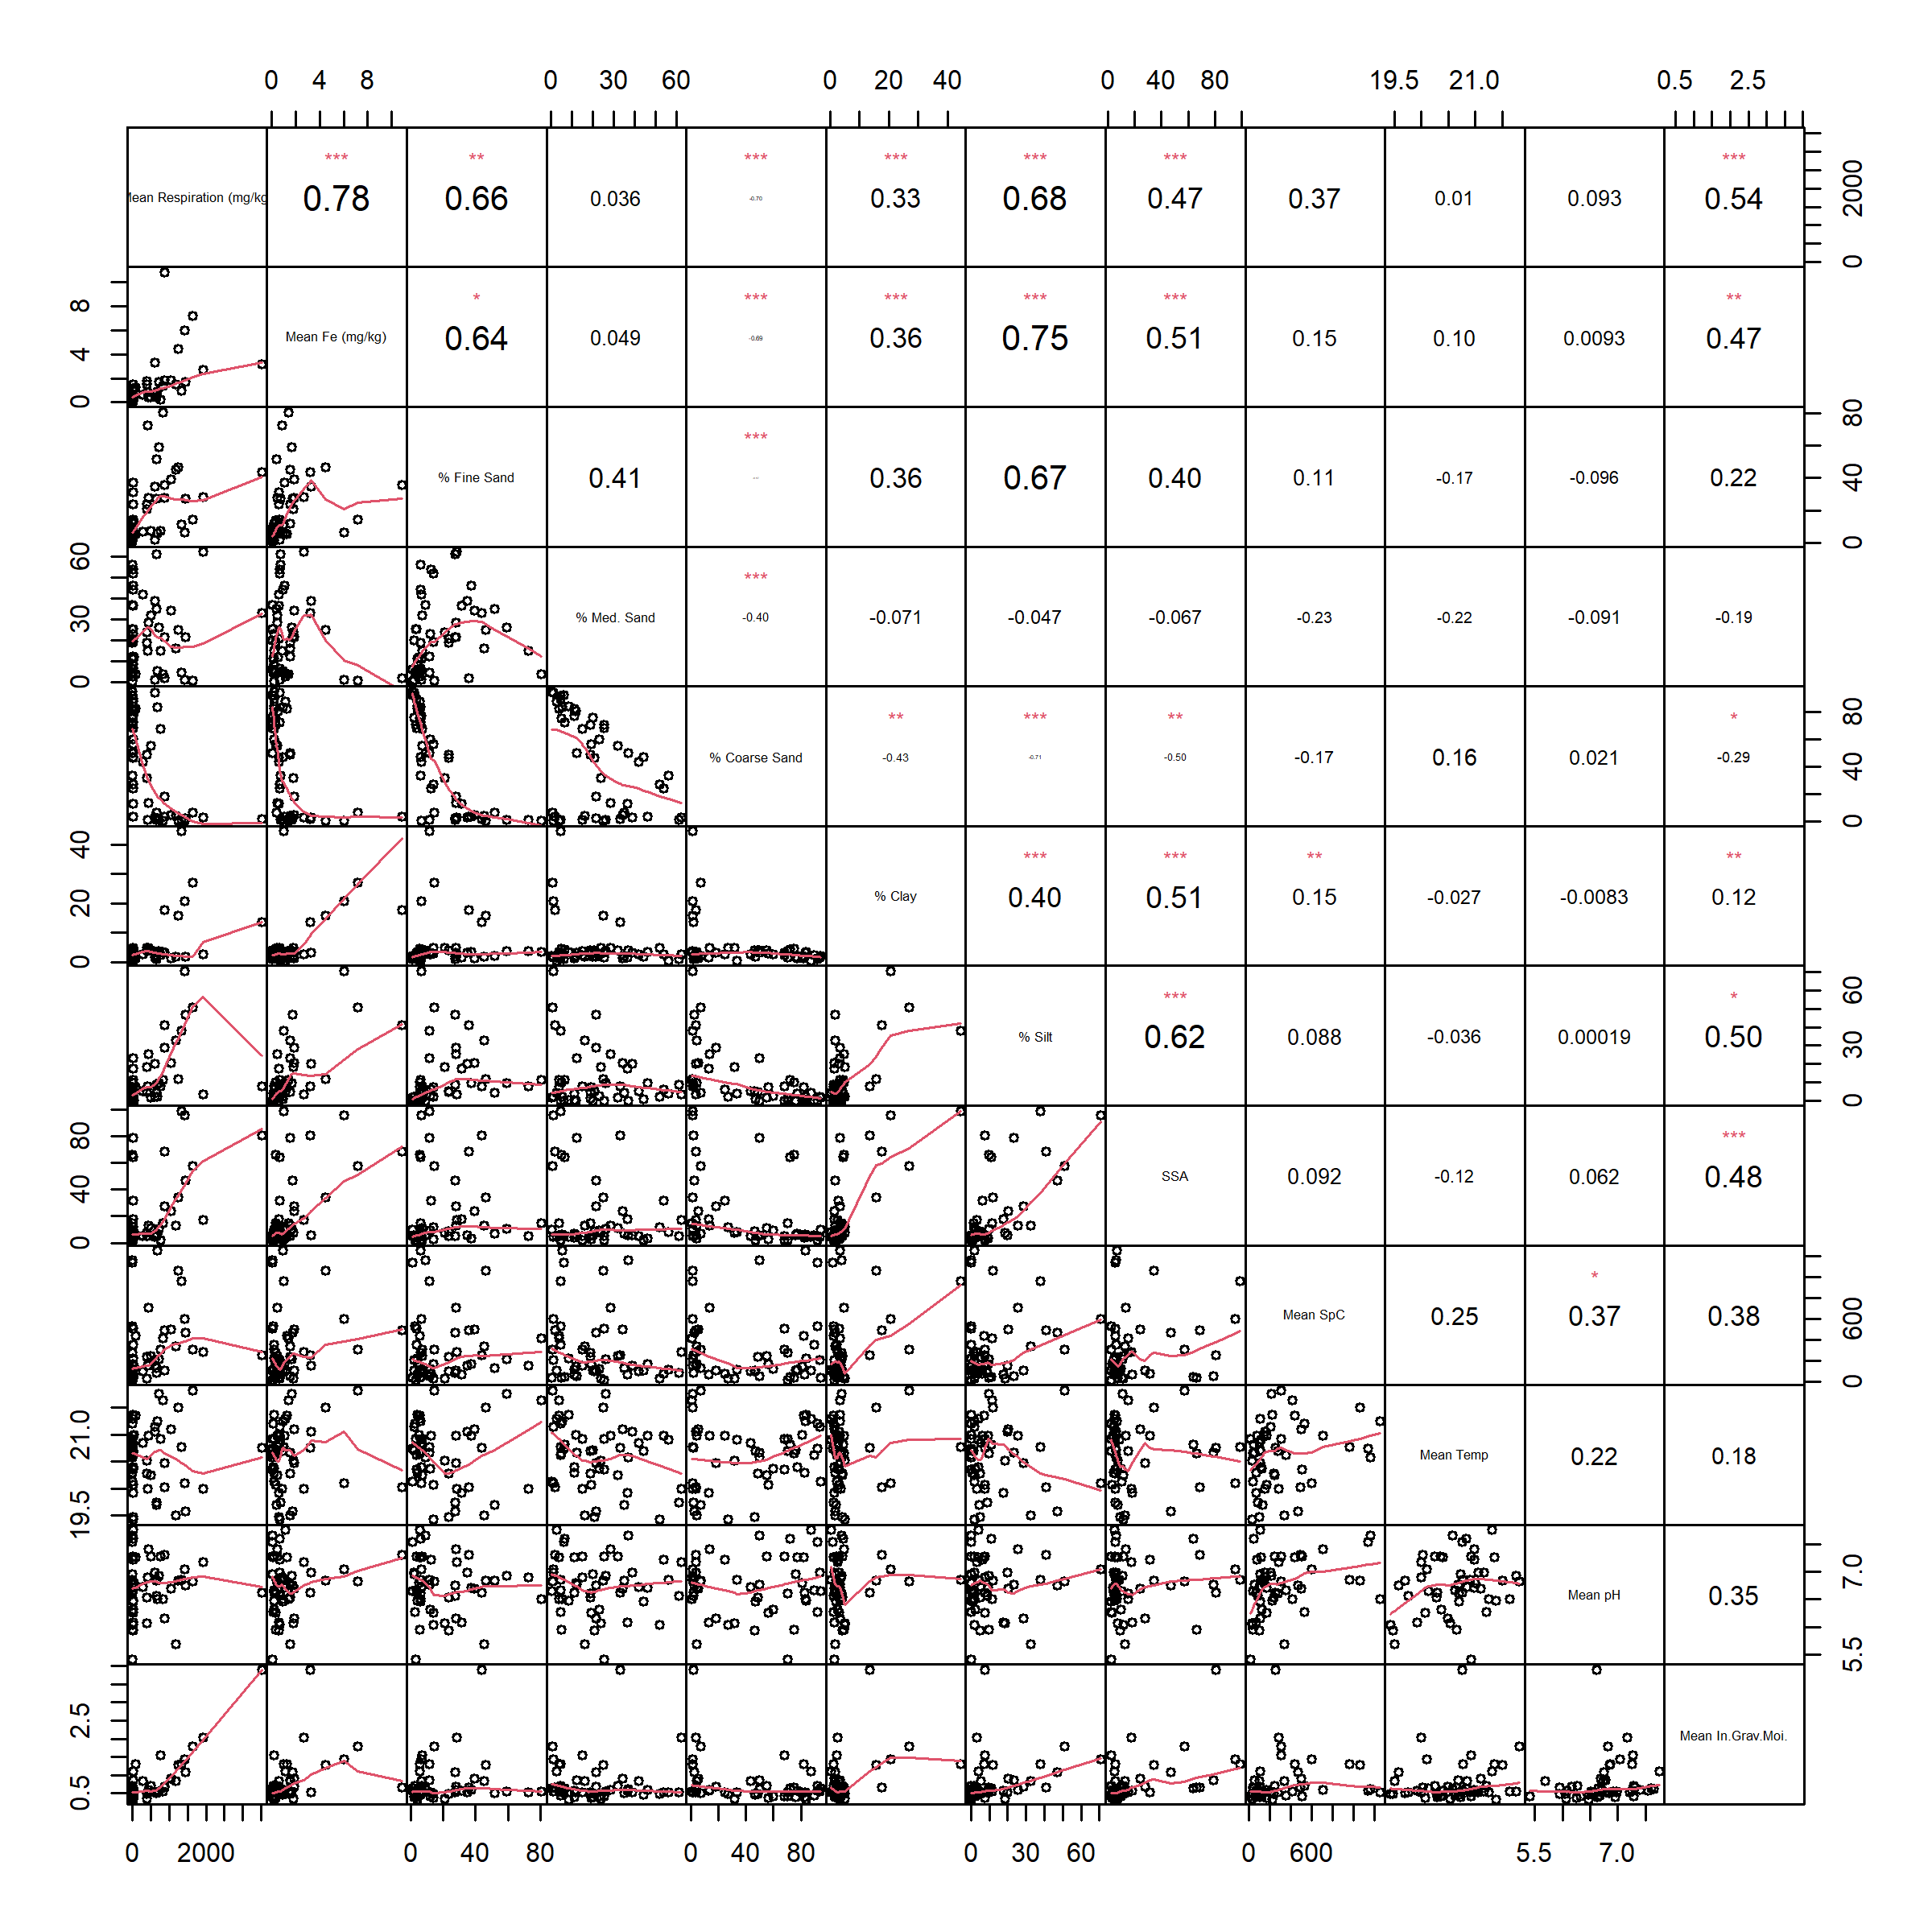 0 4 8 0 30 60 0 20 40 0 40 80 19.5 21.0 0.5 2.5
*** ** *** *** *** *** ***
Mean Respiration (mg/kg 0.78 0.66 0.036 -0.70 0.33 0.68 0.47 0.37 0.01 0.093 0.54 0 2000
* *** *** *** *** **
0 4 8 Mean Fe (mg/kg) 0.64 0.049 -0.69 0.36 0.75 0.51 0.15 0.10 0.0093 0.47
***
% Fine Sand 0.41 0.36 0.67 0.40 0.11 -0.17 -0.096 0.22 0 40 80
***
0 30 60 % Med. Sand -0.40 -0.071 -0.047 -0.067 -0.23 -0.22 -0.091 -0.19
** *** ** *
% Coarse Sand -0.43 -0.71 -0.50 -0.17 0.16 0.021 -0.29 0 40 80
*** *** ** **
0 20 40 % Clay 0.40 0.51 0.15 -0.027 -0.0083 0.12
*** *
% Silt 0.62 0.088 -0.036 0.00019 0.50 0 30 60
***
0 40 80 SSA 0.092 -0.12 0.062 0.48
*
Mean SpC 0.25 0.37 0.38 0 600
19.5 21.0 Mean Temp 0.22 0.18
Mean pH 0.35 5.5 7.0
0.5 2.5 Mean In.Grav.Moi.
0 2000 0 40 80 0 40 80 0 30 60 0 600 5.5 7.0